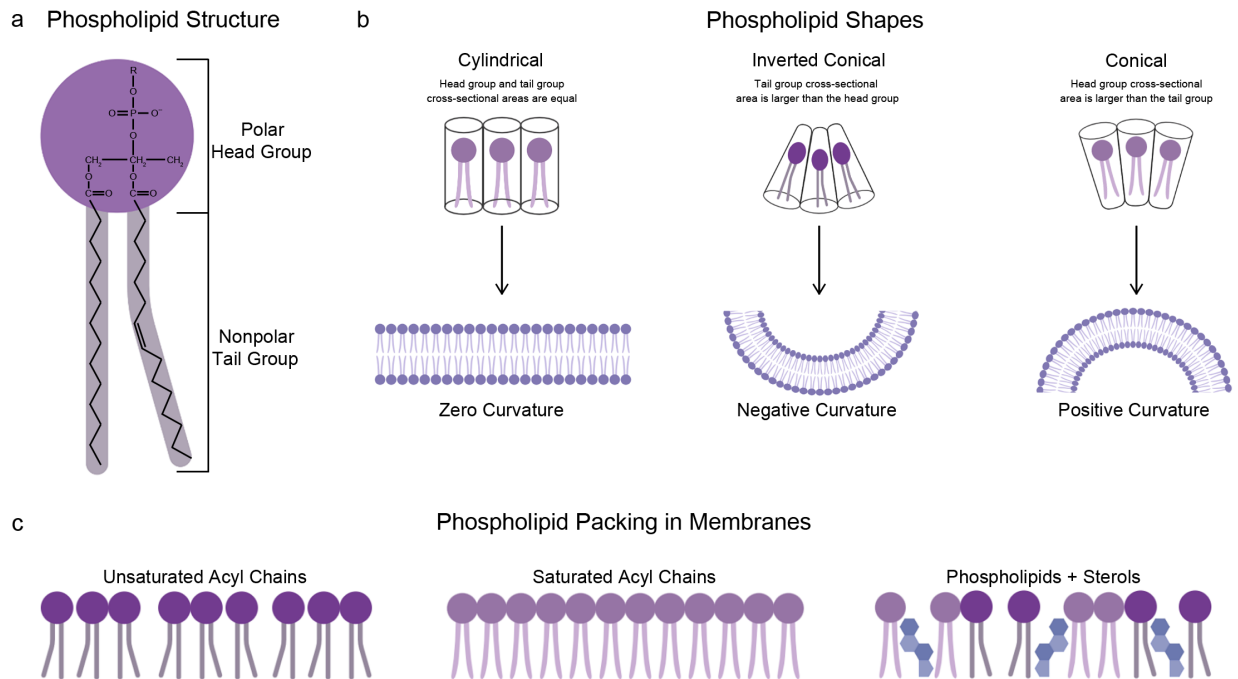 a
Phospholipid Structure
R
O
O
P
O⁻
O
CH₂
CH₂
CH₂
O
O
C
O
C
O
Polar
Head Group
Nonpolar
Tail Group
b
Phospholipid Shapes
Cylindrical
Head group and tail group
cross-sectional areas are equal
Zero Curvature
Inverted Conical
Tail group cross-sectional
area is larger than the head group
Negative Curvature
Conical
Head group cross-sectional
area is larger than the tail group
Positive Curvature
c
Phospholipid Packing in Membranes
Unsaturated Acyl Chains
Saturated Acyl Chains
Phospholipids + Sterols